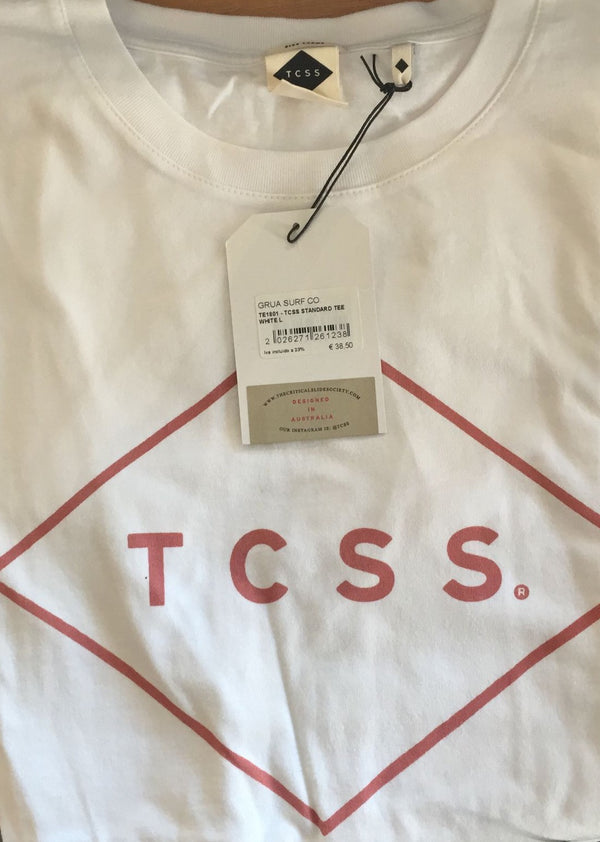 TCSS
GRUA SURF CO
TE1801 - TCSS STANDARD TEE
WHITE L
2 026271 261238
Iva incluido a 23%
€ 38,50
WWW.THECRITICALSLIDESOCIETY.COM
DESIGNED
IN
AUSTRALIA
OUR INSTAGRAM IS: @TCSS
TCSS®